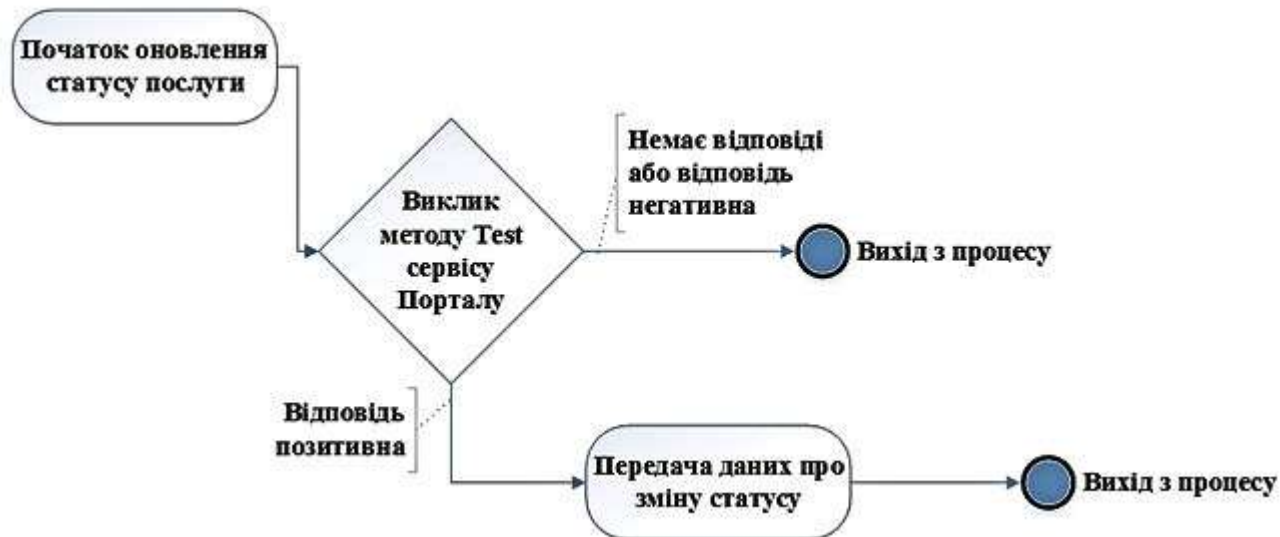 Початок оновлення
статусу послуги
Виклик
методу Test
сервісу
Порталу
Немає відповіді
або відповідь
негативна
Вихід з процесу
Відповідь
позитивна
Передача даних про
зміну статусу
Вихід з процесу